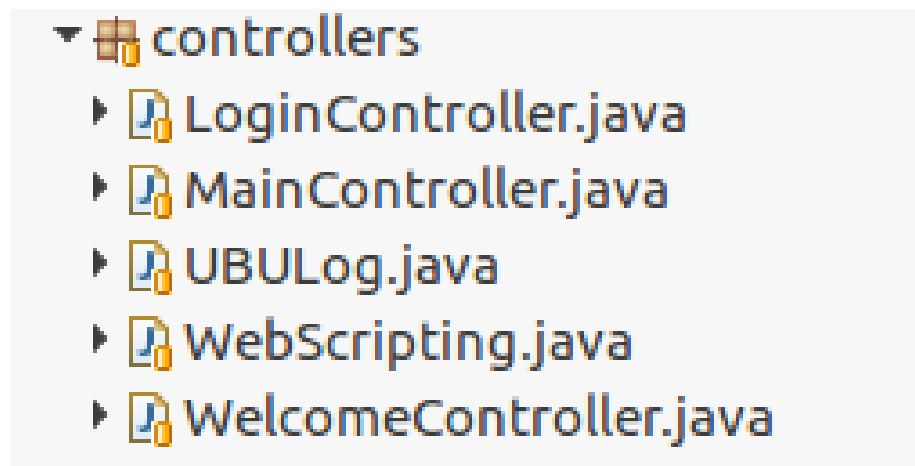 controllers
LoginController.java
MainController.java
UBULog.java
WebScripting.java
WelcomeController.java